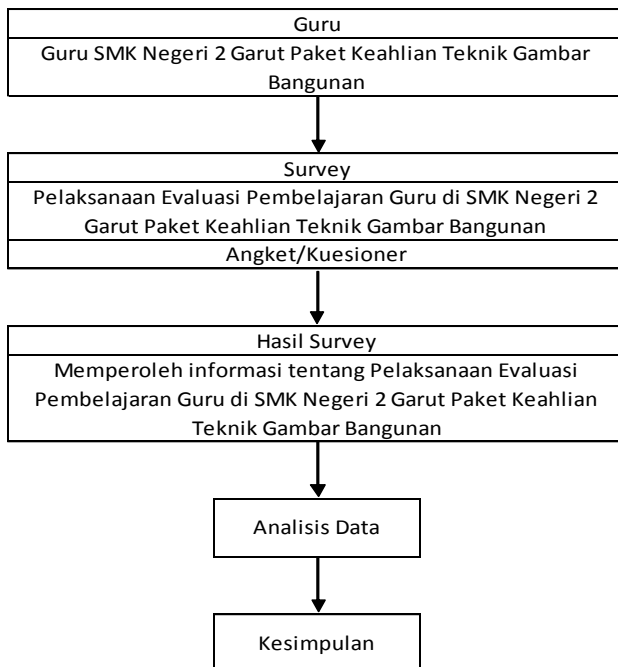 Guru
Guru SMK Negeri 2 Garut Paket Keahlian Teknik Gambar
Bangunan
Survey
Pelaksanaan Evaluasi Pembelajaran Guru di SMK Negeri 2
Garut Paket Keahlian Teknik Gambar Bangunan
Angket/Kuesioner
Hasil Survey
Memperoleh informasi tentang Pelaksanaan Evaluasi
Pembelajaran Guru di SMK Negeri 2 Garut Paket Keahlian
Teknik Gambar Bangunan
Analisis Data
Kesimpulan